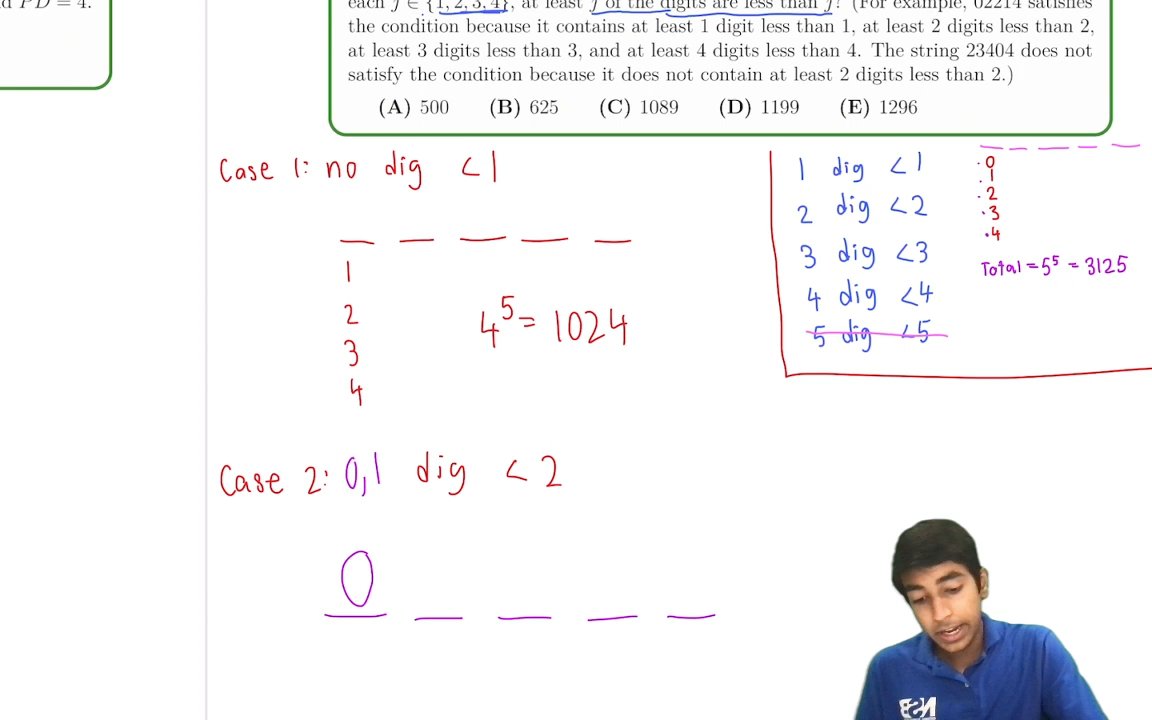 d PD = 4.
each j ∈ {1, 2, 3, 4}, at least j of the digits are less than j? (For example, 02214 satisfies
the condition because it contains at least 1 digit less than 1, at least 2 digits less than 2,
at least 3 digits less than 3, and at least 4 digits less than 4. The string 23404 does not
satisfy the condition because it does not contain at least 2 digits less than 2.)
(A) 500 (B) 625 (C) 1089 (D) 1199 (E) 1296
Case 1: no dig < 1
1
2
3
4
4⁵ = 1024
1 dig < 1
2 dig < 2
3 dig < 3
4 dig < 4
5 dig < 5
0
1
2
3
4
Total = 5⁵ = 3125
Case 2: 0,1 dig < 2
0